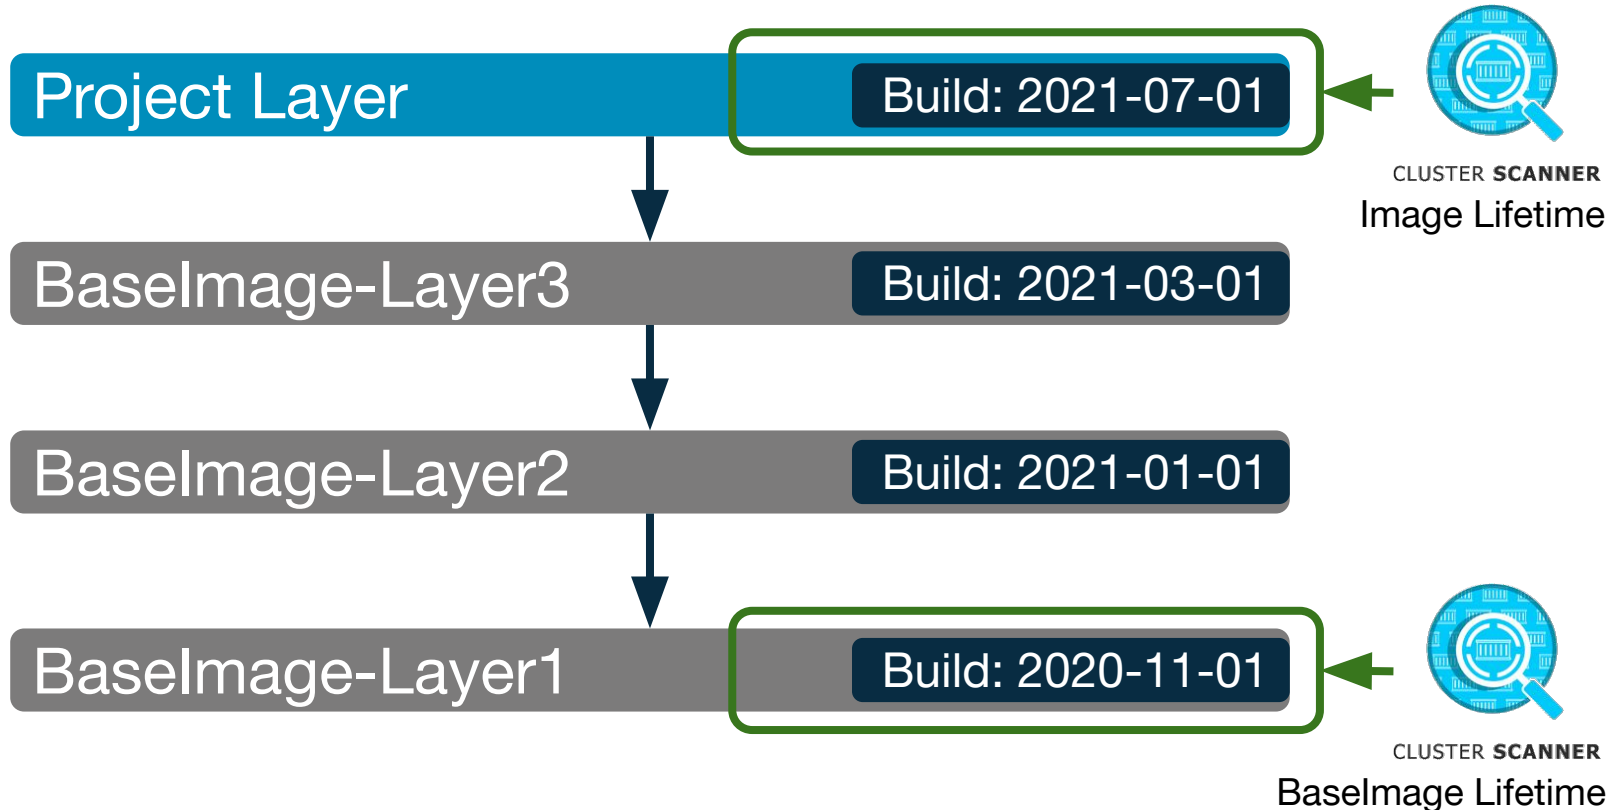 Project Layer
Build: 2021-07-01
CLUSTER SCANNER
Image Lifetime
BaseImage-Layer3
Build: 2021-03-01
BaseImage-Layer2
Build: 2021-01-01
BaseImage-Layer1
Build: 2020-11-01
CLUSTER SCANNER
BaseImage Lifetime